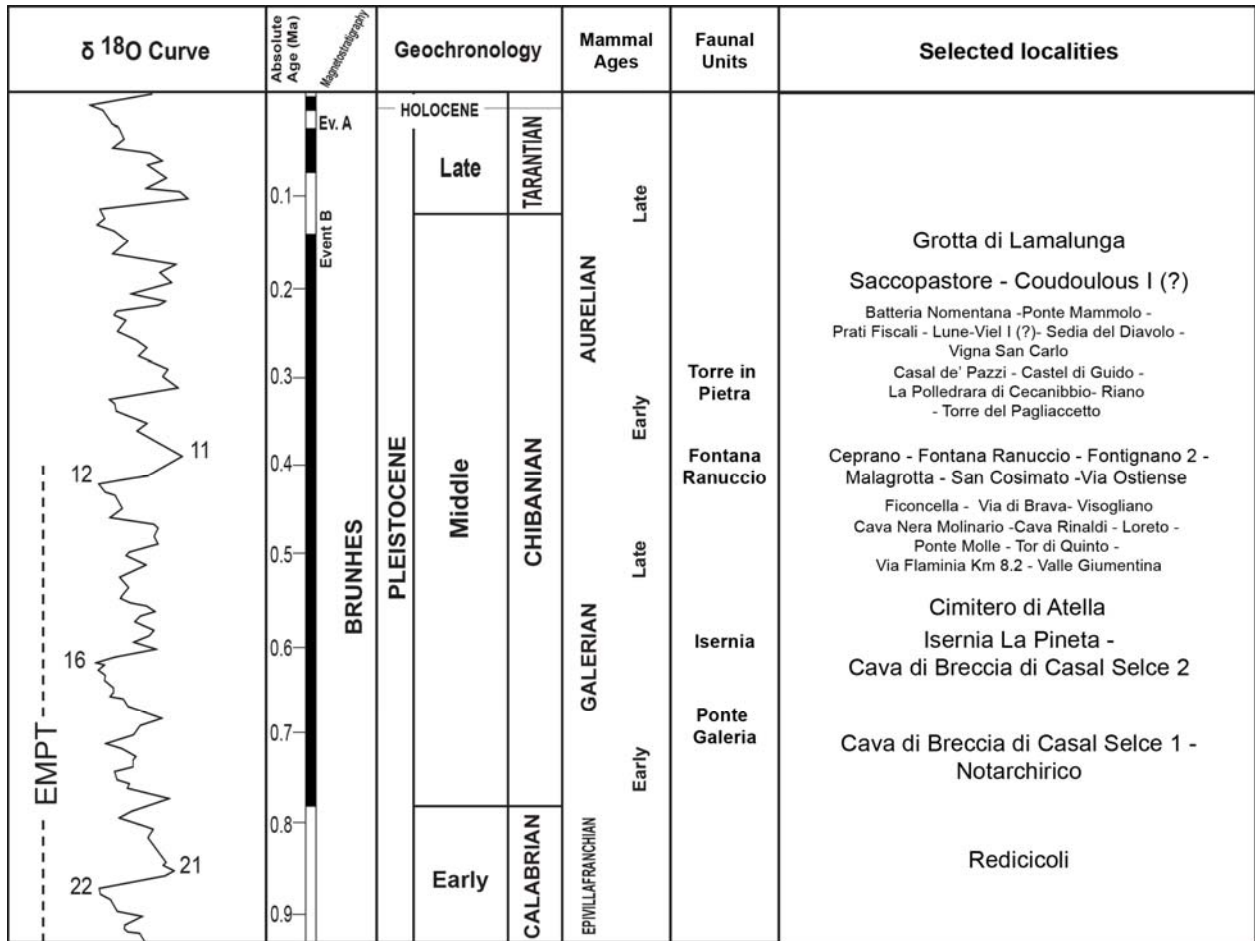 δ 18O Curve
Absolute
Age (Ma)
Magnetostratigraphy
Geochronology
Mammal
Ages
Faunal
Units
Selected localities
11
12
16
21
22
EMPT
0.1
0.2
0.3
0.4
0.5
0.6
0.7
0.8
0.9
Ev. A
Event B
BRUNHES
HOLOCENE
PLEISTOCENE
Late
Middle
Early
TARANTIAN
CHIBANIAN
CALABRIAN
AURELIAN
GALERIAN
EPIVILLAFRANCHIAN
Late
Early
Late
Early
Torre in
Pietra
Fontana
Ranuccio
Isernia
Ponte
Galeria
Grotta di Lamalunga
Saccopastore - Coudoulous I (?)
Batteria Nomentana -Ponte Mammolo -
Prati Fiscali - Lune-Viel I (?)- Sedia del Diavolo -
Vigna San Carlo
Casal de’ Pazzi - Castel di Guido -
La Polledrara di Cecanibbio- Riano
- Torre del Pagliaccetto
Ceprano - Fontana Ranuccio - Fontignano 2 -
Malagrotta - San Cosimato -Via Ostiense
Ficoncella - Via di Brava- Visogliano
Cava Nera Molinario -Cava Rinaldi - Loreto -
Ponte Molle - Tor di Quinto -
Via Flaminia Km 8.2 - Valle Giumentina
Cimitero di Atella
Isernia La Pineta -
Cava di Breccia di Casal Selce 2
Cava di Breccia di Casal Selce 1 -
Notarchirico
Redicicoli